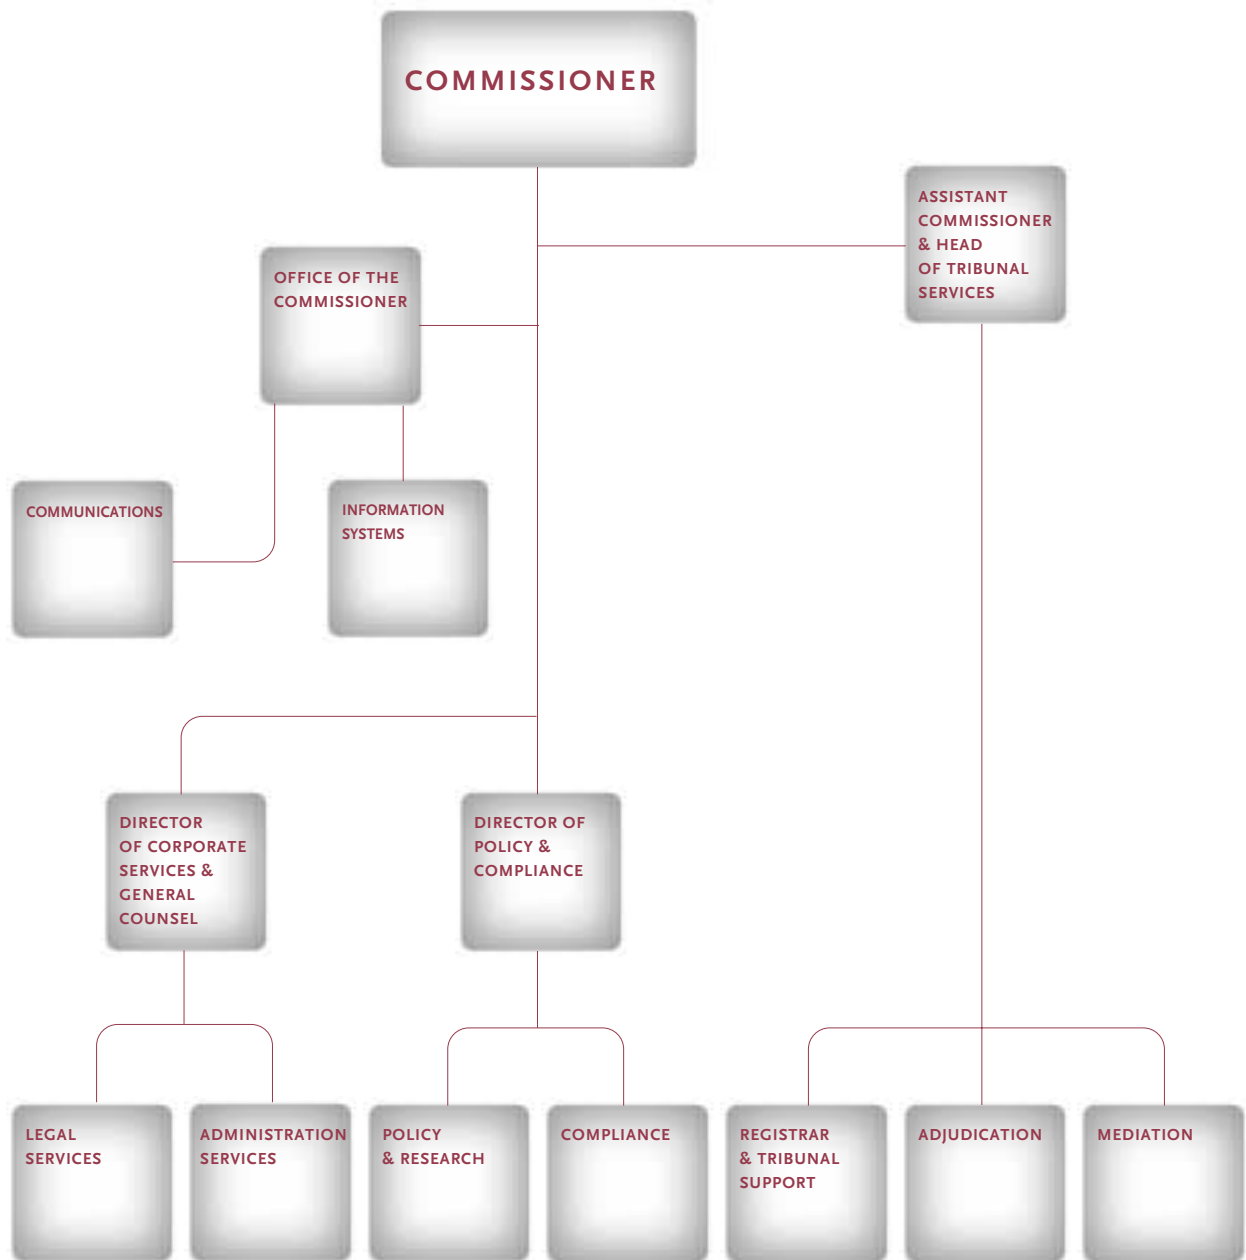 COMMISSIONER
ASSISTANT
COMMISSIONER
& HEAD
OF TRIBUNAL
SERVICES
OFFICE OF THE
COMMISSIONER
COMMUNICATIONS
INFORMATION
SYSTEMS
DIRECTOR
OF CORPORATE
SERVICES &
GENERAL
COUNSEL
DIRECTOR OF
POLICY &
COMPLIANCE
LEGAL
SERVICES
ADMINISTRATION
SERVICES
POLICY
& RESEARCH
COMPLIANCE
REGISTRAR
& TRIBUNAL
SUPPORT
ADJUDICATION
MEDIATION